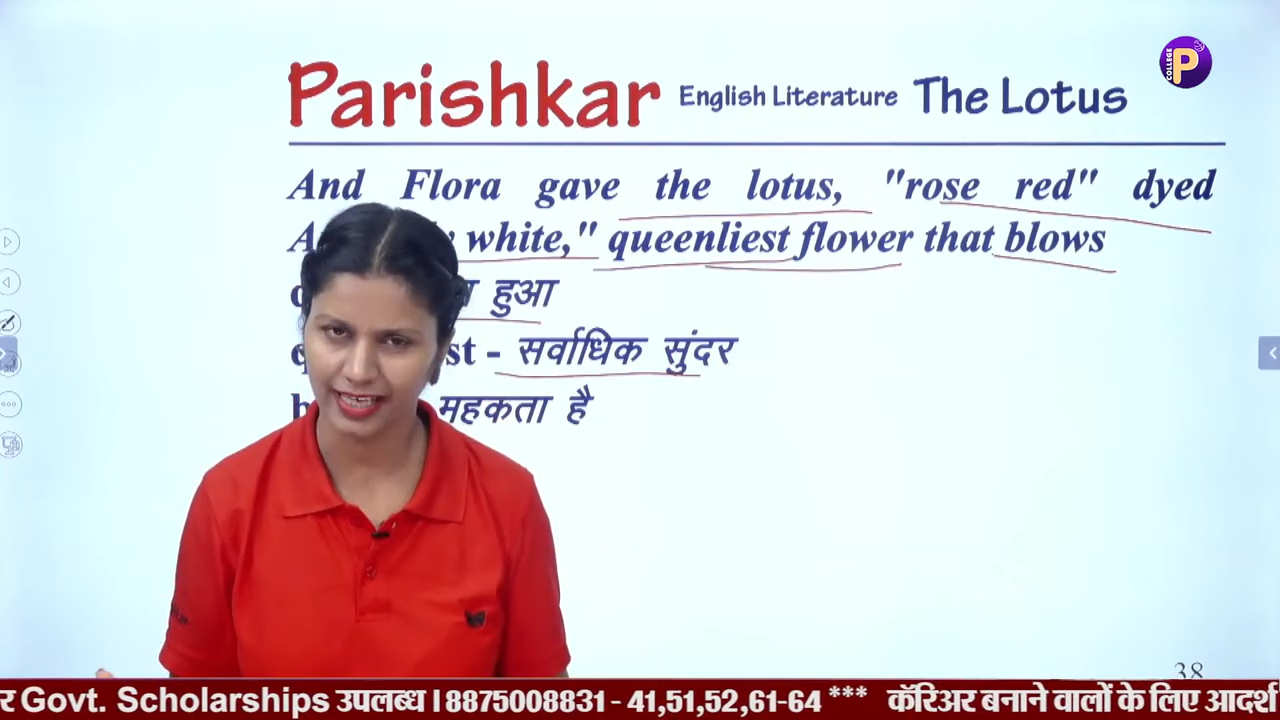 COLLEGE P
Parishkar English Literature The Lotus
And Flora gave the lotus, "rose red" dyed
white," queenliest flower that blows
हुआ
- सर्वाधिक सुंदर
महकता है
38
Govt. Scholarships उपलब्ध । 8875008831 - 41,51,52,61-64 *** कॅरिअर बनाने वालों के लिए आदर्श